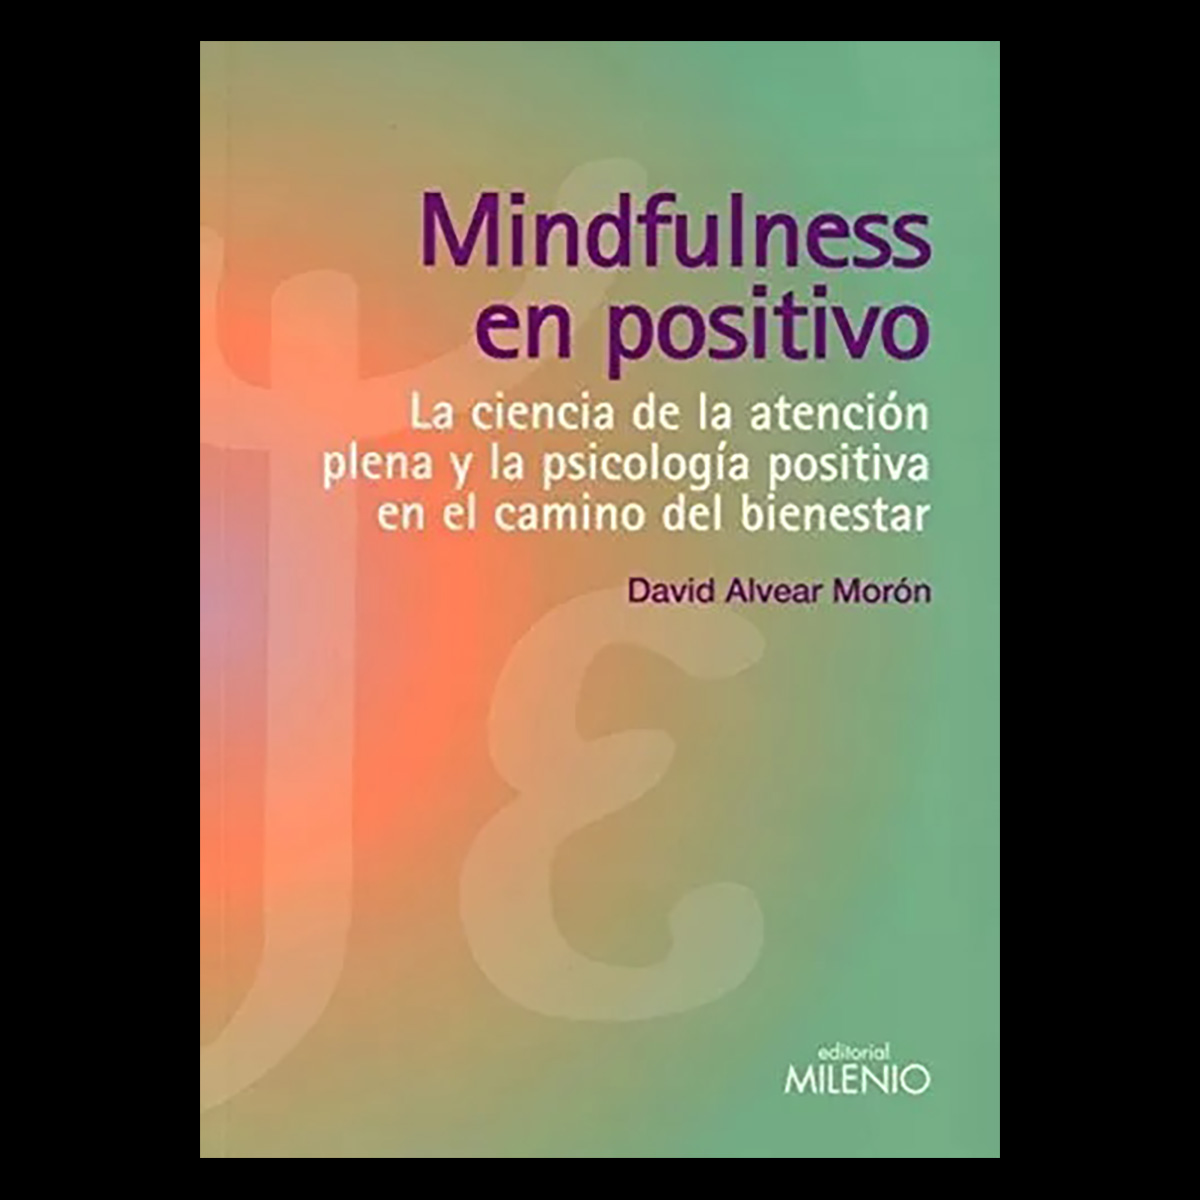 Mindfulness
en positivo
La ciencia de la atención
plena y la psicología positiva
en el camino del bienestar
David Alvear Morón
editorial
MILENIO